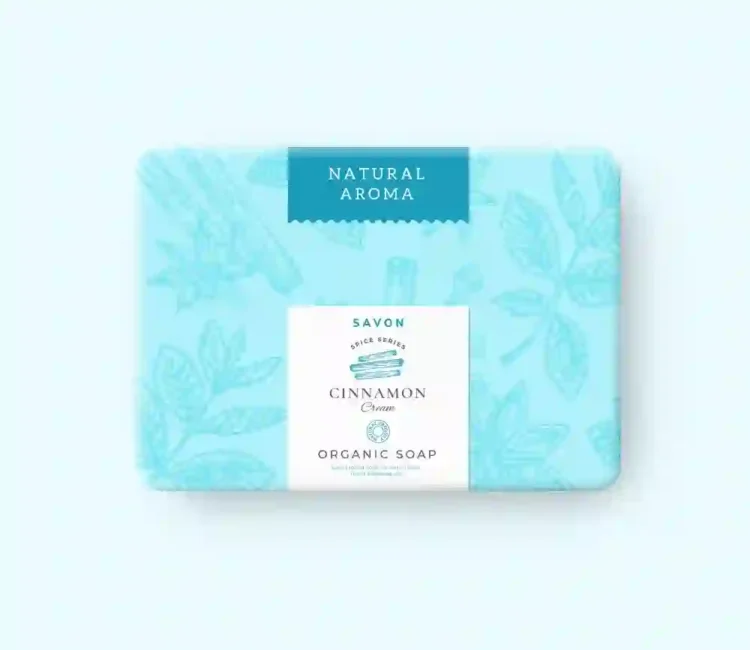 NATURAL
AROMA
SAVON
SPICE SERIES
CINNAMON
Cream
ORGANIC SOAP